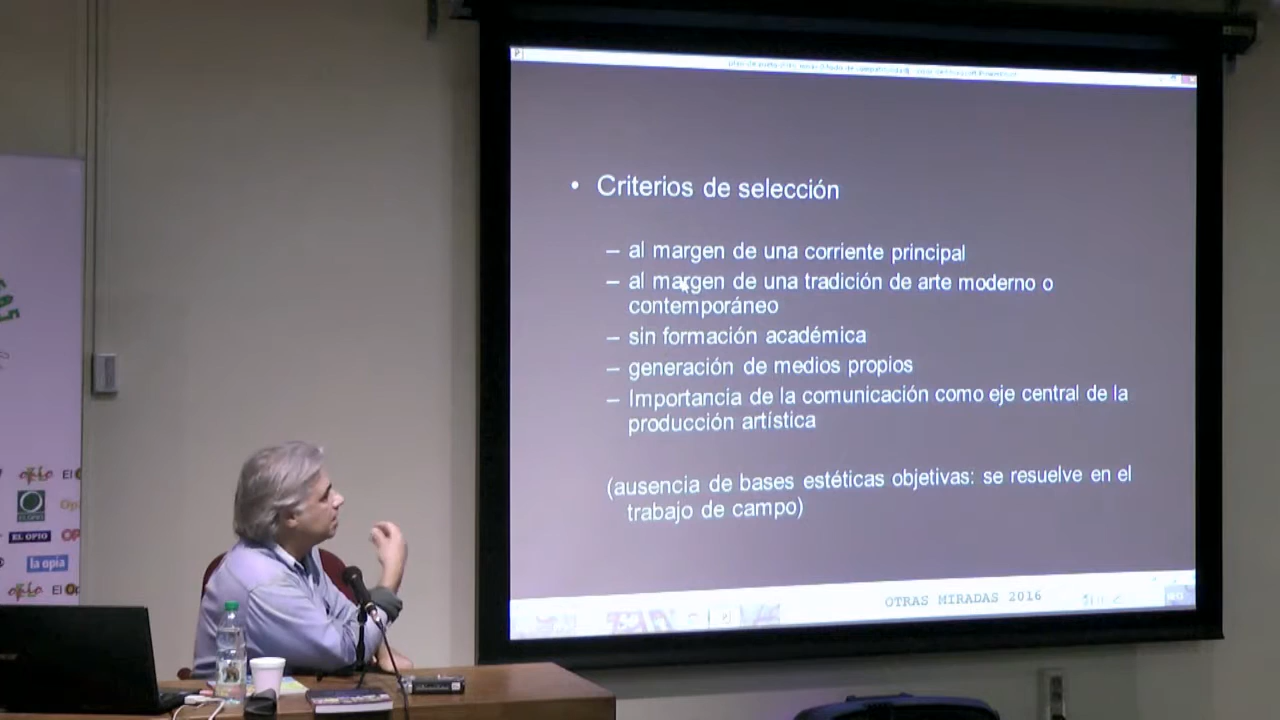 • Criterios de selección
– al margen de una corriente principal
– al margen de una tradición de arte moderno o
contemporáneo
– sin formación académica
– generación de medios propios
– Importancia de la comunicación como eje central de la
producción artística
(ausencia de bases estéticas objetivas: se resuelve en el
trabajo de campo)
OTRAS MIRADAS 2016
EL OPIO
la opia